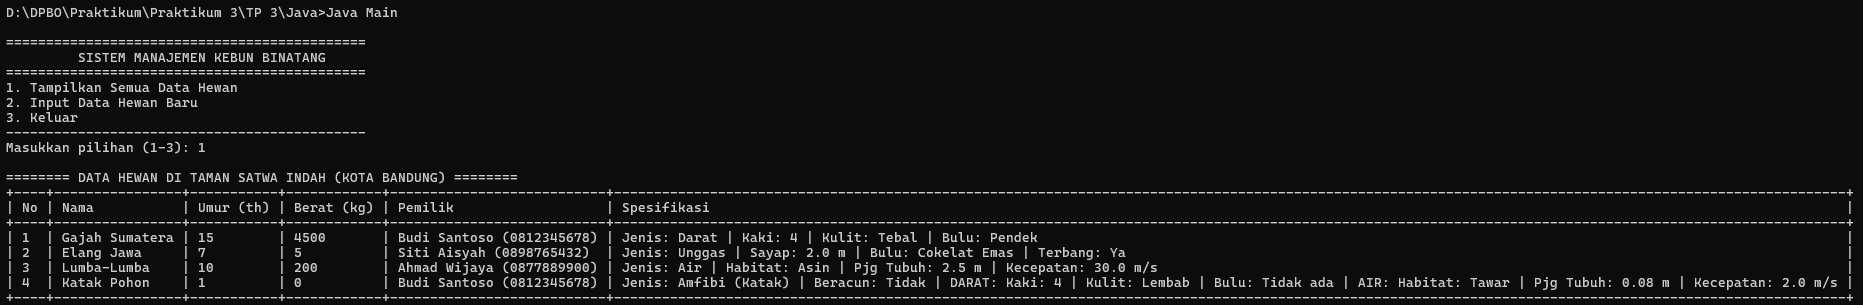 D:\DPBO\Praktikum\Praktikum 3\TP 3\Java>Java Main
=============================================
         SISTEM MANAJEMEN KEBUN BINATANG
=============================================
1. Tampilkan Semua Data Hewan
2. Input Data Hewan Baru
3. Keluar
---------------------------------------------
Masukkan pilihan (1-3): 1
======== DATA HEWAN DI TAMAN SATWA INDAH (KOTA BANDUNG) ========
+----+----------------+-----------+------------+---------------------------+----------------------------------------------------------------------------------------------------------------------------------------------------------+
| No | Nama           | Umur (th) | Berat (kg) | Pemilik                   | Spesifikasi                                                                                                                                              |
+----+----------------+-----------+------------+---------------------------+----------------------------------------------------------------------------------------------------------------------------------------------------------+
| 1  | Gajah Sumatera | 15        | 4500       | Budi Santoso (0812345678) | Jenis: Darat | Kaki: 4 | Kulit: Tebal | Bulu: Pendek                                                                                                     |
| 2  | Elang Jawa     | 7         | 5          | Siti Aisyah (0898765432)  | Jenis: Unggas | Sayap: 2.0 m | Bulu: Cokelat Emas | Terbang: Ya                                                                                          |
| 3  | Lumba-Lumba    | 10        | 200        | Ahmad Wijaya (0877889900) | Jenis: Air | Habitat: Asin | Pjg Tubuh: 2.5 m | Kecepatan: 30.0 m/s                                                                                      |
| 4  | Katak Pohon    | 1         | 0          | Budi Santoso (0812345678) | Jenis: Amfibi (Katak) | Beracun: Tidak | DARAT: Kaki: 4 | Kulit: Lembab | Bulu: Tidak ada | AIR: Habitat: Tawar | Pjg Tubuh: 0.08 m | Kecepatan: 2.0 m/s |
+----+----------------+-----------+------------+---------------------------+----------------------------------------------------------------------------------------------------------------------------------------------------------+